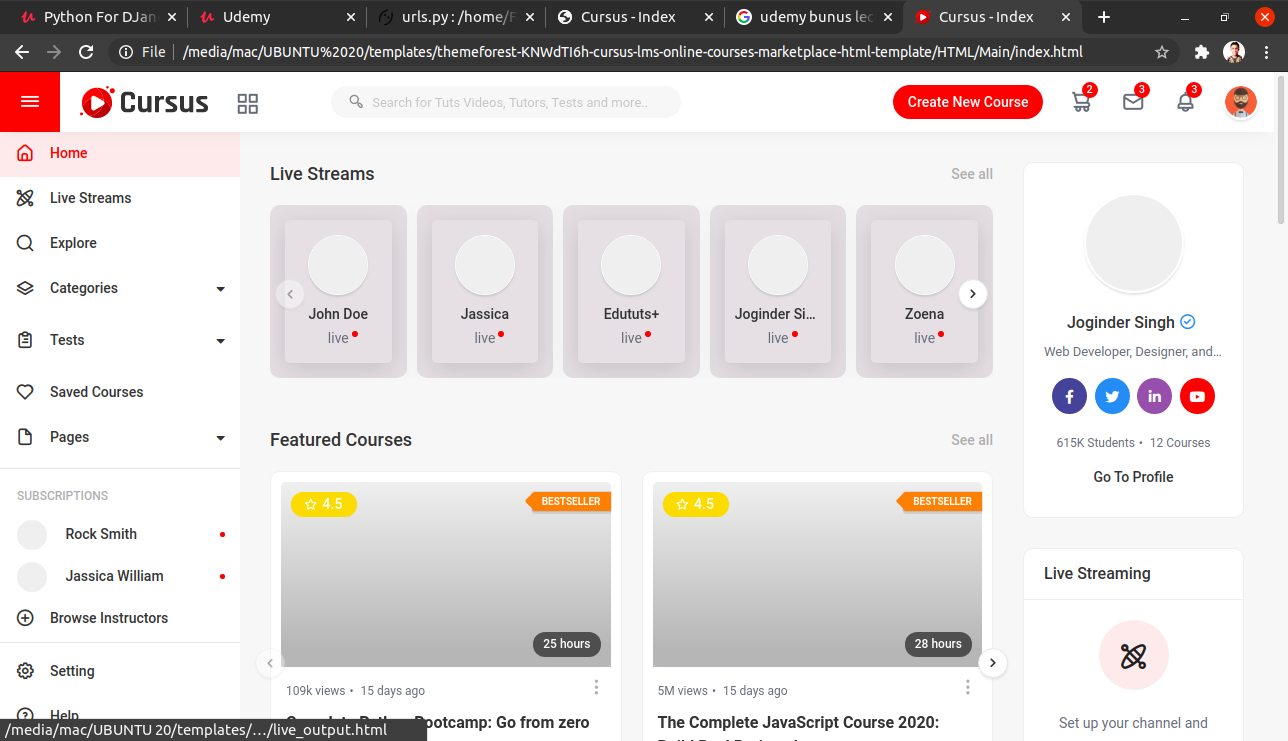 Python For DJan
Udemy
urls.py : /home/F
Cursus - Index
udemy bunus lec
Cursus - Index
File
/media/mac/UBUNTU%2020/templates/themeforest-KNWdTI6h-cursus-lms-online-courses-marketplace-html-template/HTML/Main/index.html
Cursus
Search for Tuts Videos, Tutors, Tests and more..
Create New Course
2
3
3
Home
Live Streams
Explore
Categories
Tests
Saved Courses
Pages
SUBSCRIPTIONS
Rock Smith
Jassica William
Browse Instructors
Setting
Help
Live Streams
See all
John Doe
live
Jassica
live
Edututs+
live
Joginder Si...
live
Zoena
live
Featured Courses
See all
4.5
BESTSELLER
25 hours
109k views • 15 days ago
Complete Python Bootcamp: Go from zero
4.5
BESTSELLER
28 hours
5M views • 15 days ago
The Complete JavaScript Course 2020:
Joginder Singh
Web Developer, Designer, and...
f
in
615K Students • 12 Courses
Go To Profile
Live Streaming
Set up your channel and
/media/mac/UBUNTU 20/templates/…/live_output.html